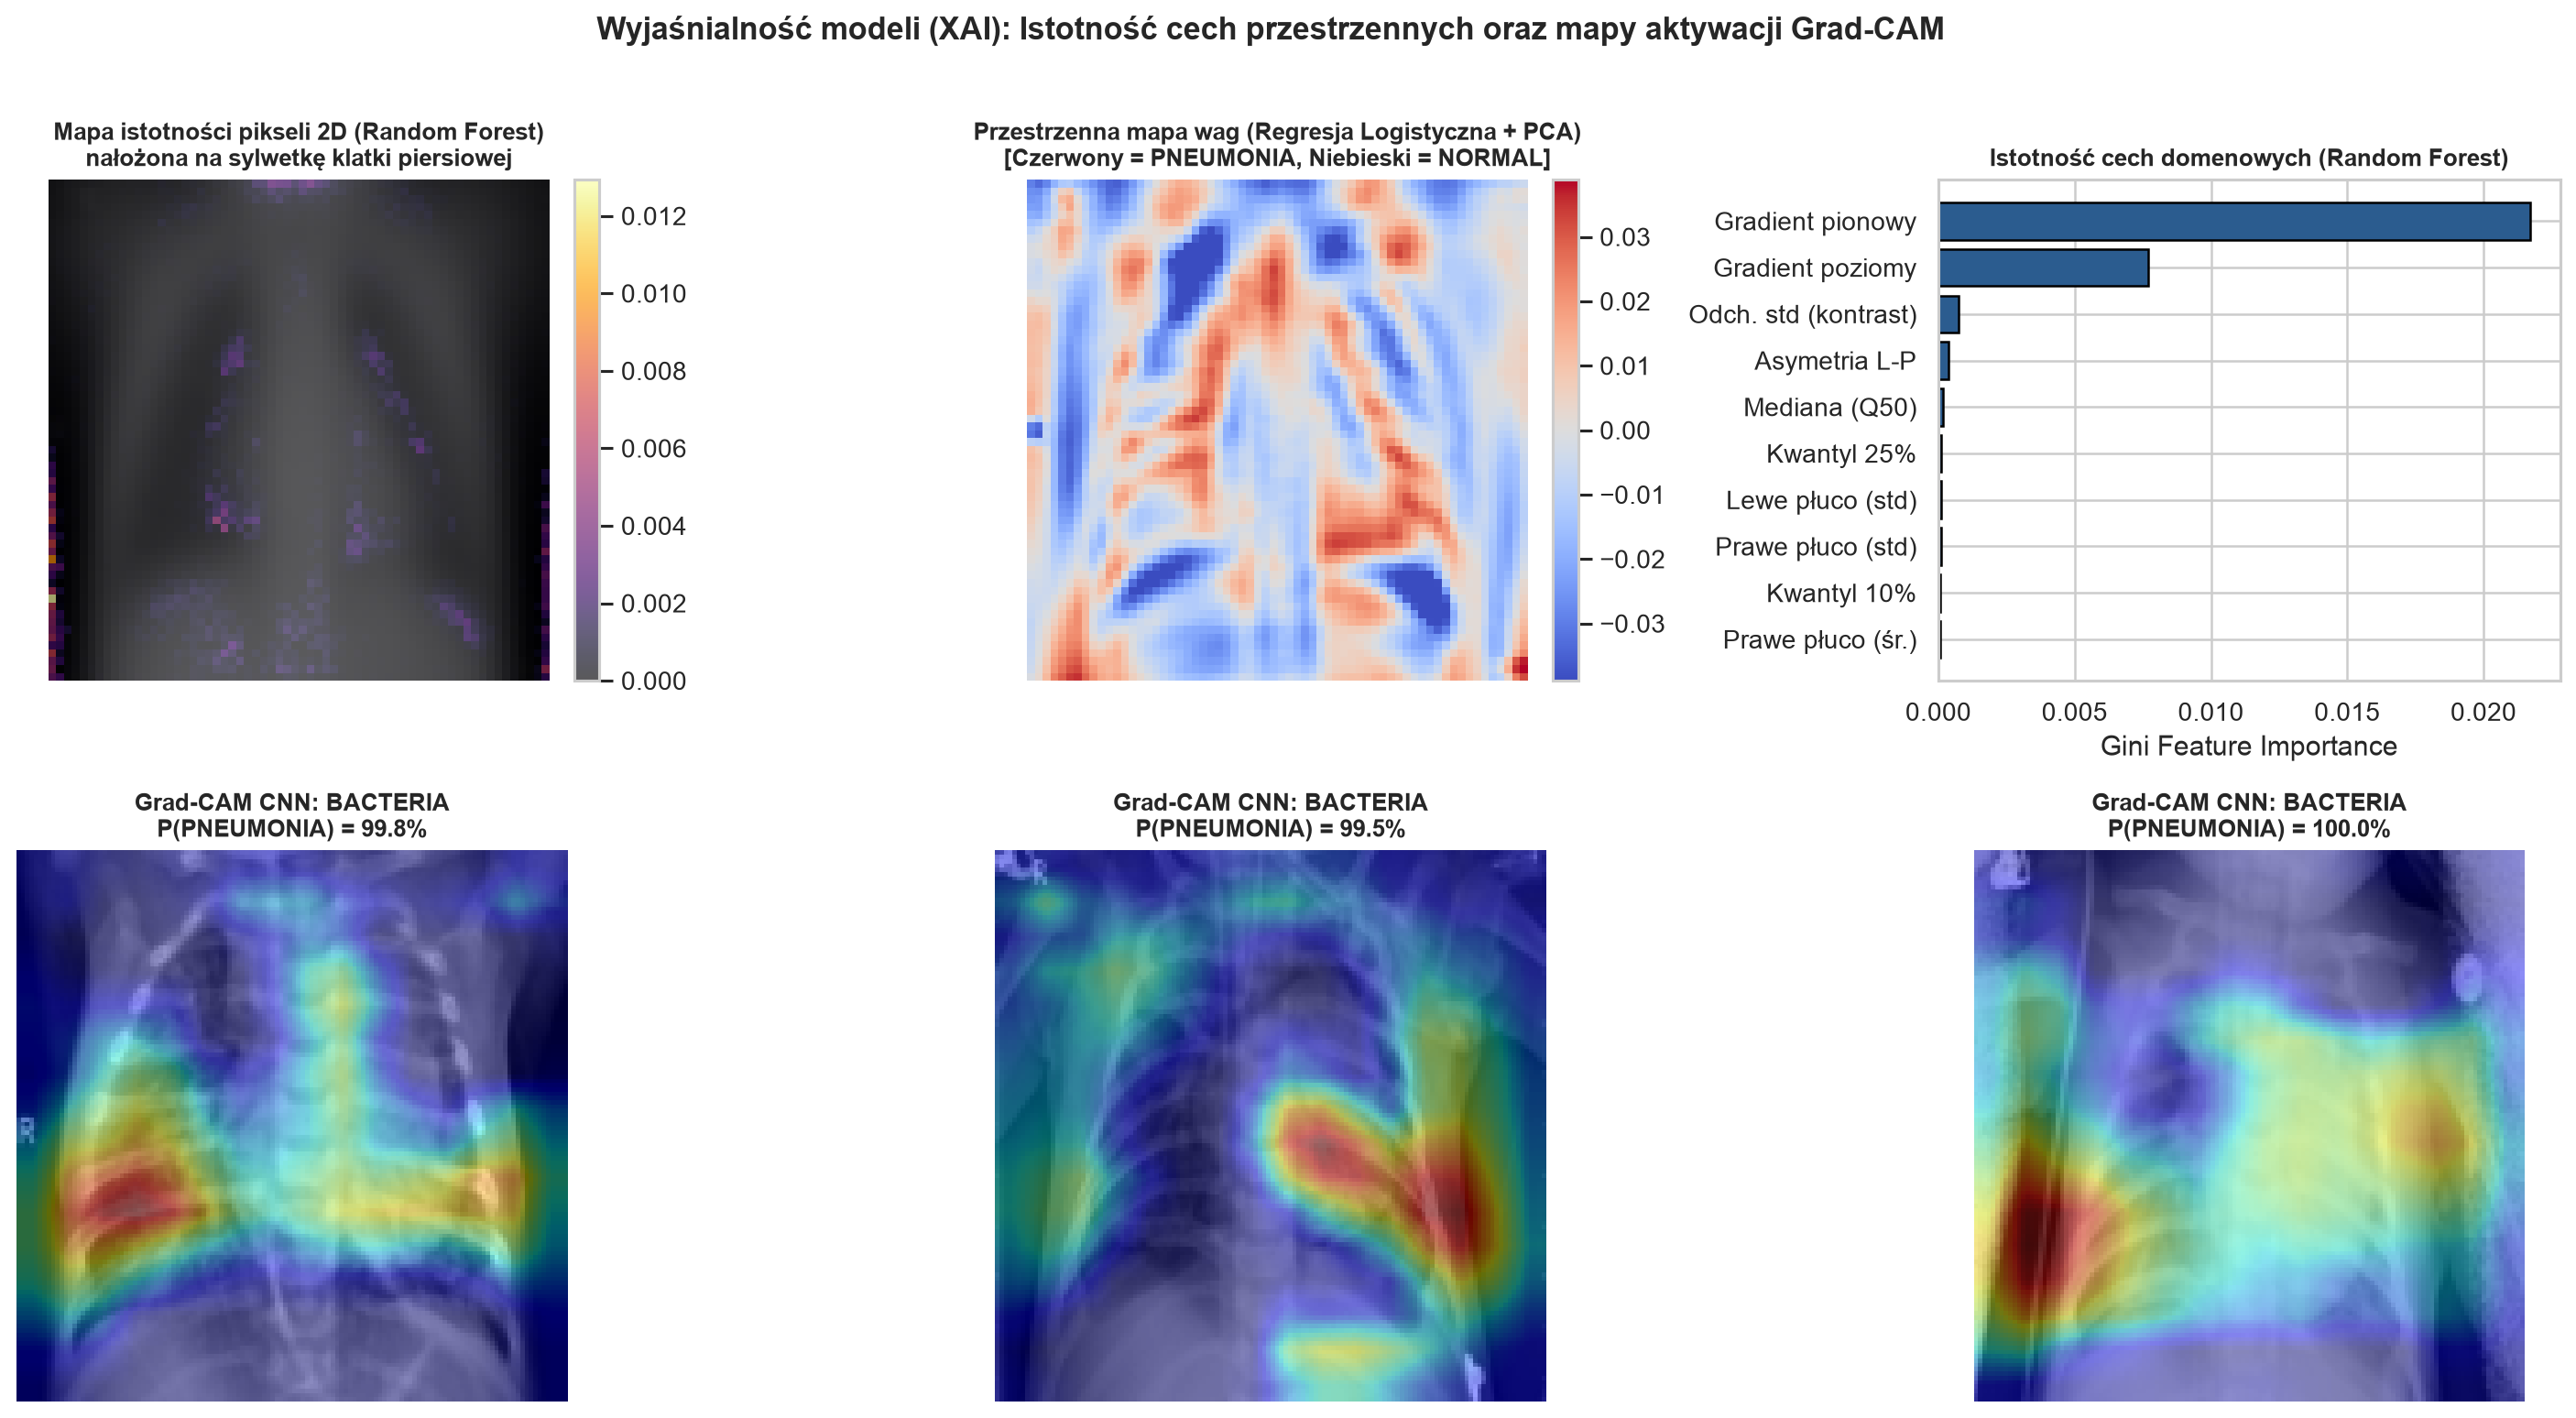 Wyjaśnialność modeli (XAI): Istotność cech przestrzennych oraz mapy aktywacji Grad-CAM
Mapa istotności pikseli 2D (Random Forest)
nałożona na sylwetkę klatki piersiowej
0.012
0.010
0.008
0.006
0.004
0.002
0.000
Przestrzenna mapa wag (Regresja Logistyczna + PCA)
[Czerwony = PNEUMONIA, Niebieski = NORMAL]
0.03
0.02
0.01
0.00
−0.01
−0.02
−0.03
Istotność cech domenowych (Random Forest)
Gradient pionowy
Gradient poziomy
Odch. std (kontrast)
Asymetria L-P
Mediana (Q50)
Kwantyl 25%
Lewe płuco (std)
Prawe płuco (std)
Kwantyl 10%
Prawe płuco (śr.)
0.000 0.005 0.010 0.015 0.020
Gini Feature Importance
Grad-CAM CNN: BACTERIA
P(PNEUMONIA) = 99.8%
R
Grad-CAM CNN: BACTERIA
P(PNEUMONIA) = 99.5%
R
Grad-CAM CNN: BACTERIA
P(PNEUMONIA) = 100.0%